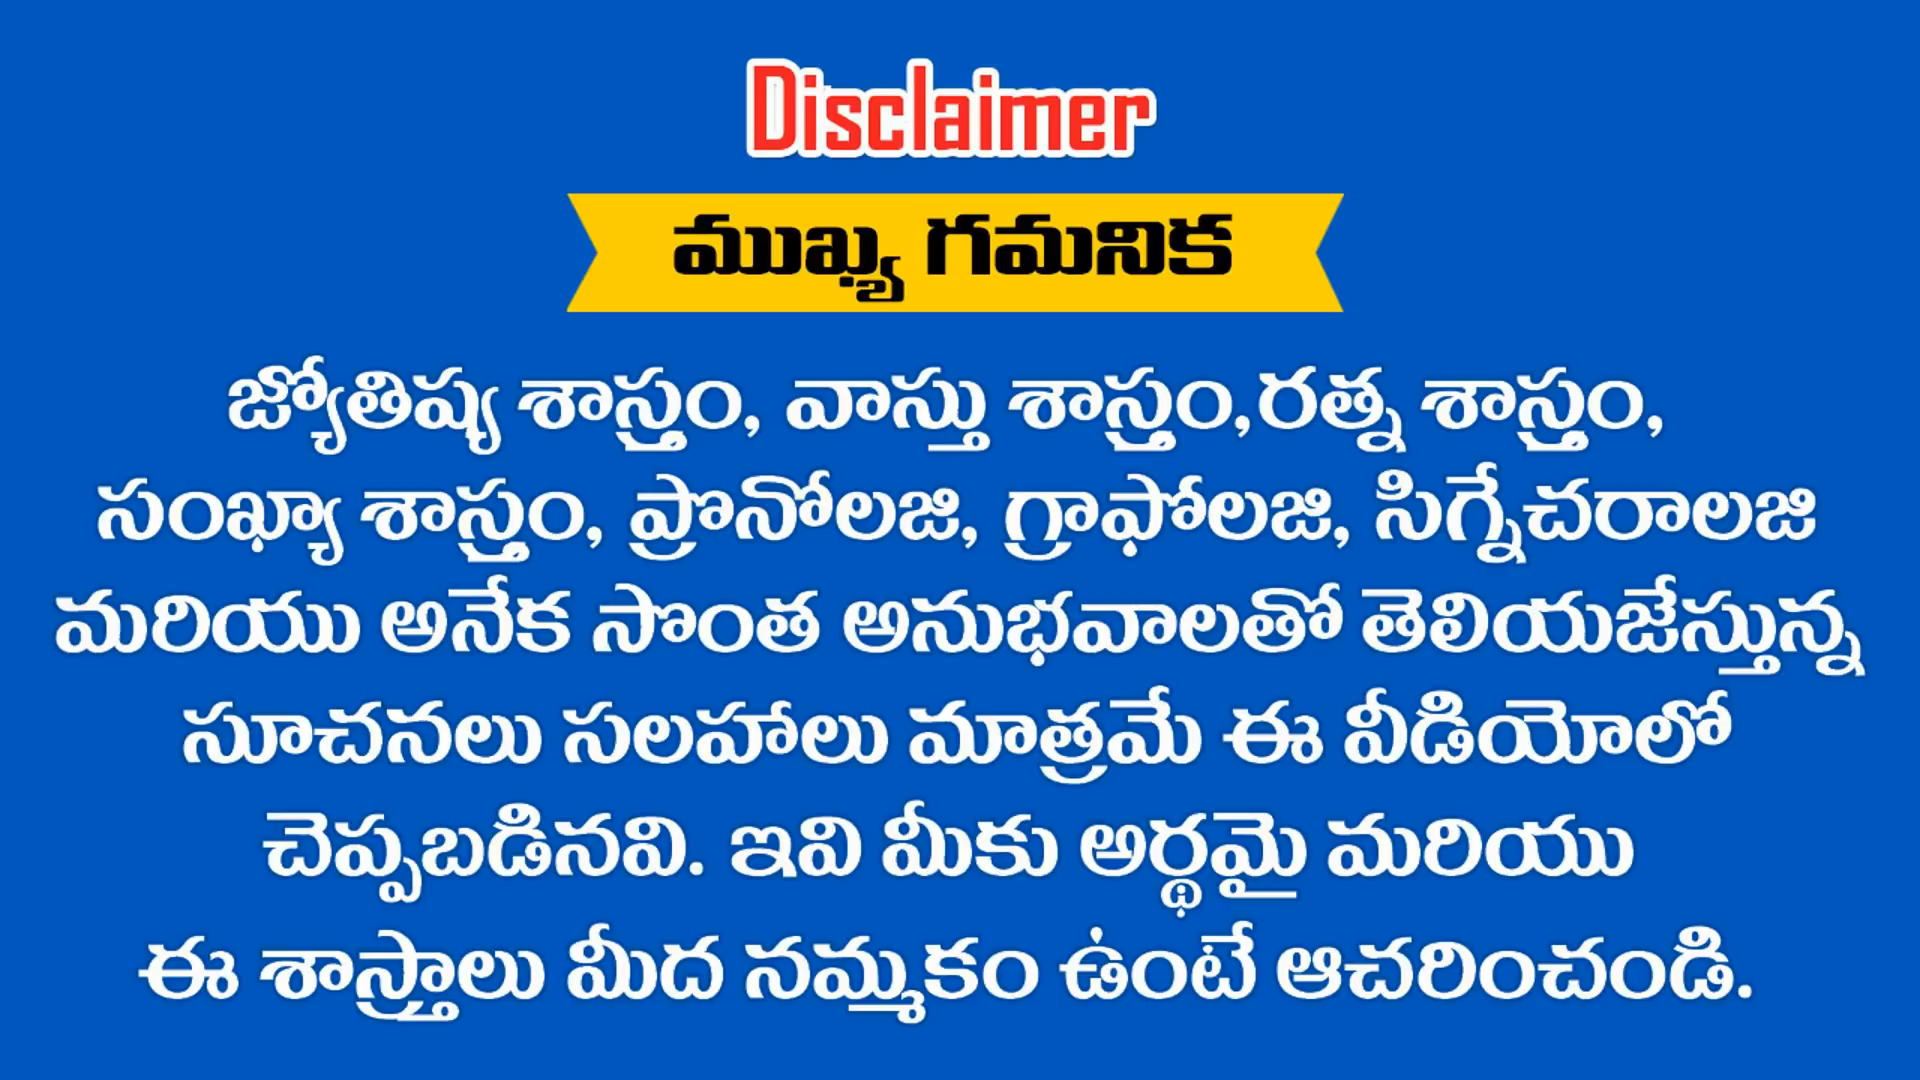 Disclaimer
ముఖ్య గమనిక
జ్యోతిష్య శాస్త్రం, వాస్తు శాస్త్రం,రత్న శాస్త్రం,
సంఖ్యా శాస్త్రం, ప్రొనోలజి, గ్రాఫోలజి, సిగ్నేచరాలజి
మరియు అనేక సొంత అనుభవాలతో తెలియజేస్తున్న
సూచనలు సలహాలు మాత్రమే ఈ వీడియోలో
చెప్పబడినవి. ఇవి మీకు అర్థమై మరియు
ఈ శాస్త్రాలు మీద నమ్మకం ఉంటే ఆచరించండి.